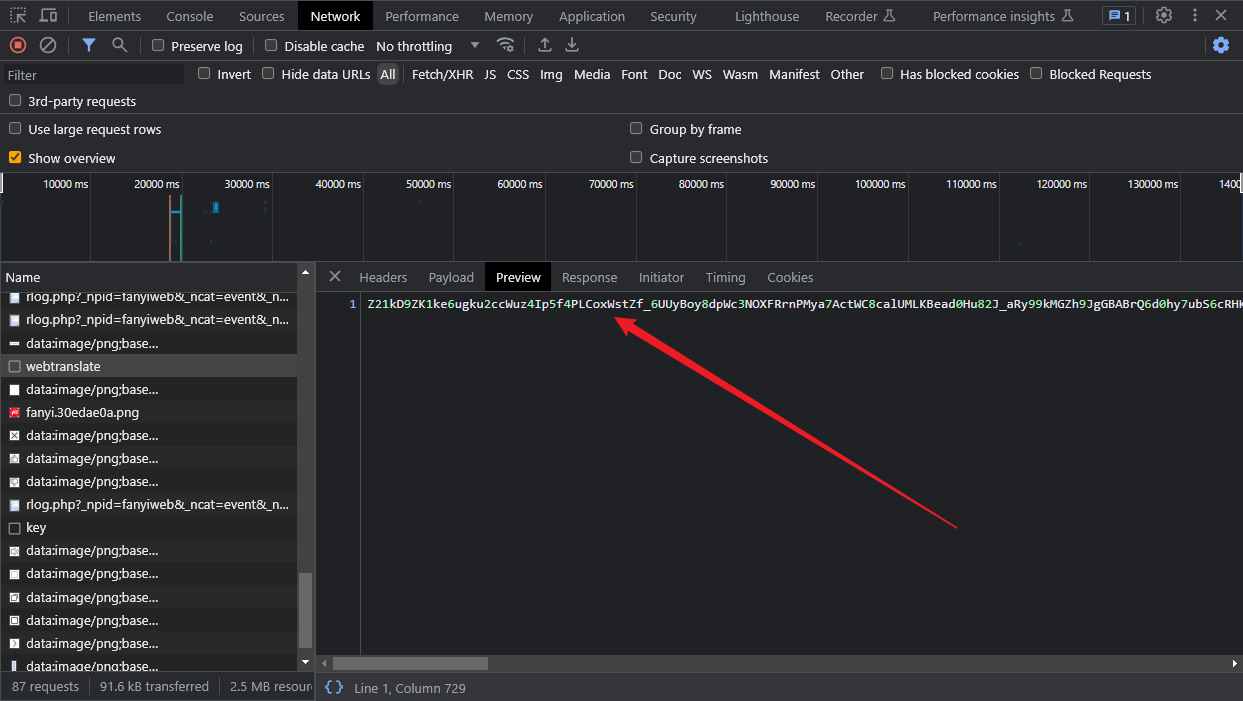 Elements Console Sources Network Performance Memory Application Security Lighthouse Recorder Performance insights 1
Preserve log Disable cache No throttling
Filter Invert Hide data URLs All Fetch/XHR JS CSS Img Media Font Doc WS Wasm Manifest Other Has blocked cookies Blocked Requests
3rd-party requests
Use large request rows Group by frame
Show overview Capture screenshots
10000 ms 20000 ms 30000 ms 40000 ms 50000 ms 60000 ms 70000 ms 80000 ms 90000 ms 100000 ms 110000 ms 120000 ms 130000 ms 1400
Name
rlog.php?_npid=fanyiweb&_ncat=event&_n...
rlog.php?_npid=fanyiweb&_ncat=event&_n...
data:image/png;base...
webtranslate
data:image/png;base...
fanyi.30edae0a.png
data:image/png;base...
data:image/png;base...
data:image/png;base...
rlog.php?_npid=fanyiweb&_ncat=event&_n...
key
data:image/png;base...
data:image/png;base...
data:image/png;base...
data:image/png;base...
data:image/png;base...
data:image/png;base...
87 requests 91.6 kB transferred 2.5 MB resour
Headers Payload Preview Response Initiator Timing Cookies
1 Z21kD9ZK1ke6ugku2ccWuz4Ip5f4PLCoxWstZf_6UUyBoy8dpWc3NOXFRrnPMya7ActWC8calUMLKBead0Hu82J_aRy99kMGZh9JgGBABrQ6d0hy7ubS6cRHK
{} Line 1, Column 729